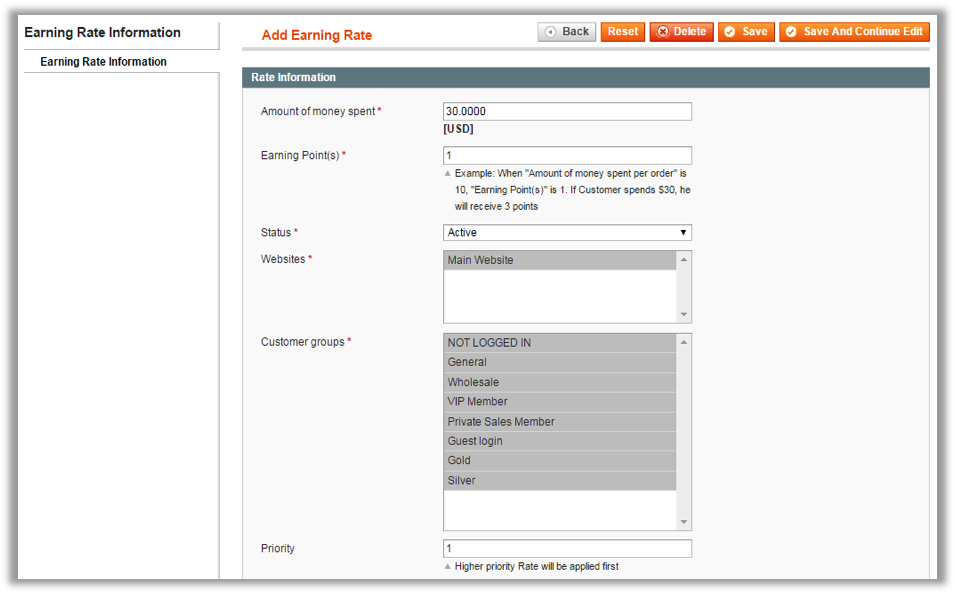 Earning Rate Information
Earning Rate Information
Add Earning Rate
Back
Reset
Delete
Save
Save And Continue Edit
Rate Information
Amount of money spent *
30.0000
[USD]
Earning Point(s) *
1
Example: When "Amount of money spent per order" is
10, "Earning Point(s)" is 1. If Customer spends $30, he
will receive 3 points
Status *
Active
Websites *
Main Website
Customer groups *
NOT LOGGED IN
General
Wholesale
VIP Member
Private Sales Member
Guest login
Gold
Silver
Priority
1
Higher priority Rate will be applied first